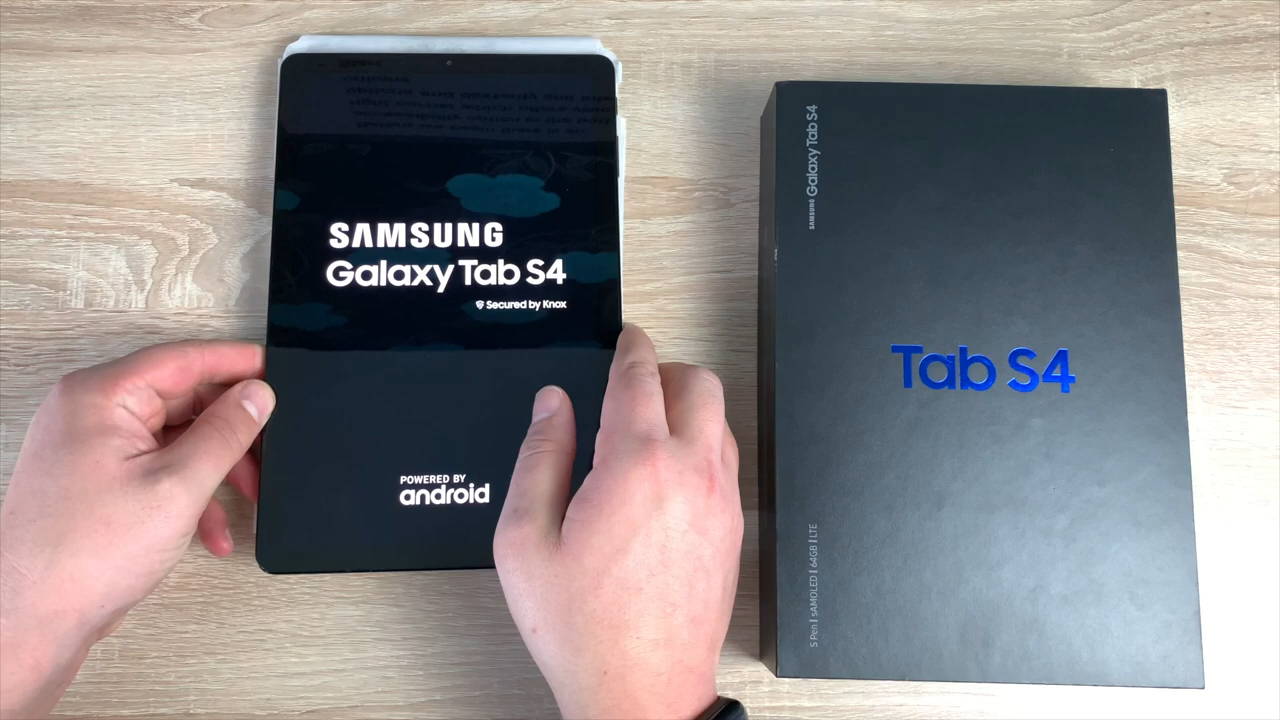 SAMSUNG
Galaxy Tab S4
Secured by Knox
POWERED BY
android
SAMSUNG Galaxy Tab S4
Tab S4
S Pen | sAMOLED | 64GB | LTE